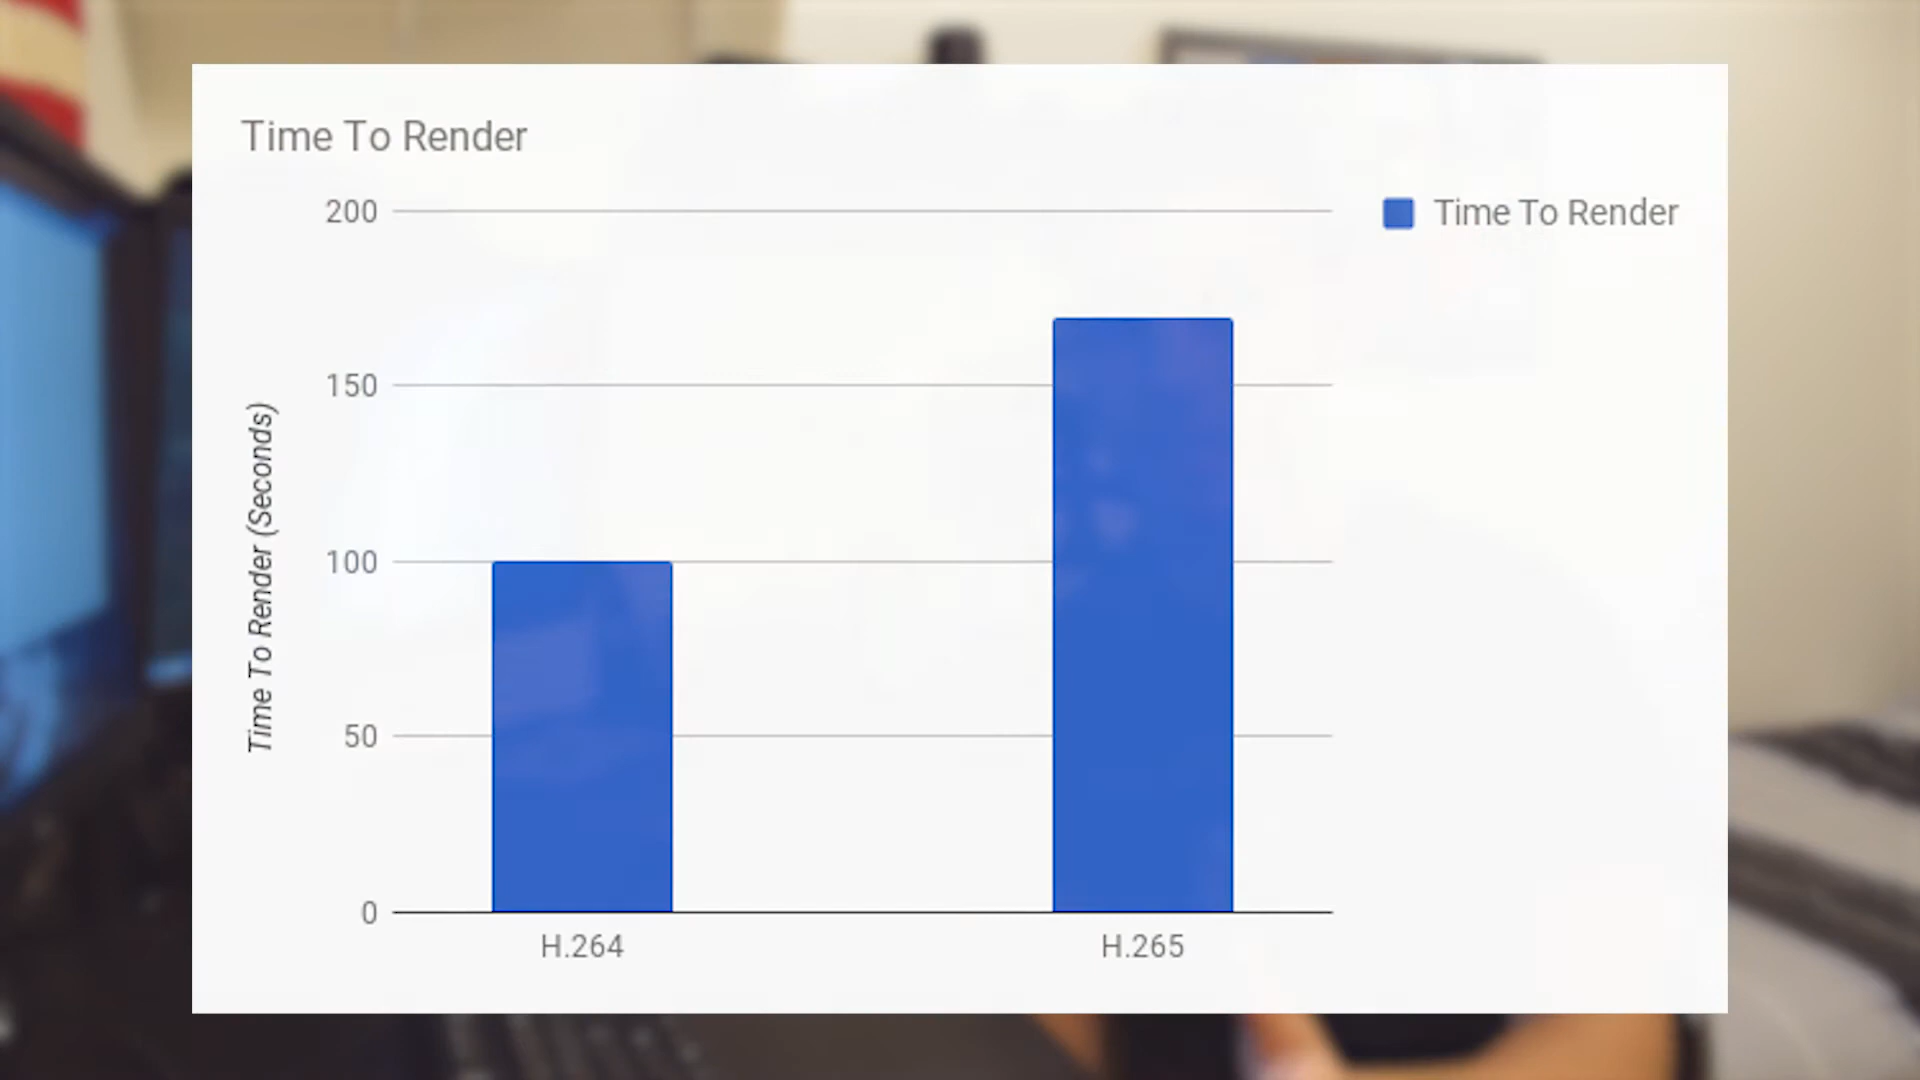 Time To Render
200
Time To Render
150
100
50
0
Time To Render (Seconds)
H.264
H.265